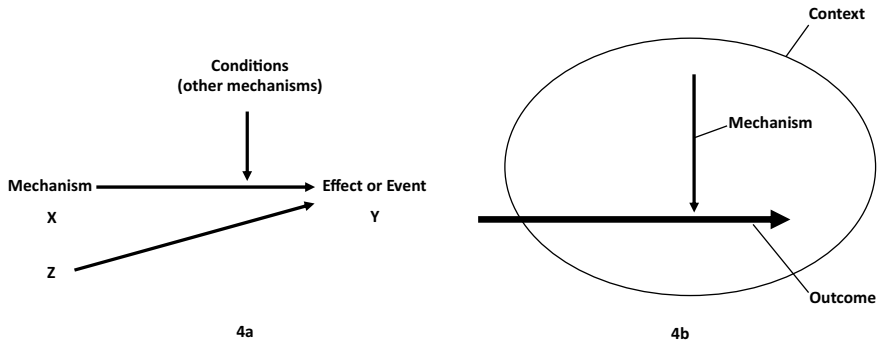 Conditions
(other mechanisms)
Mechanism
Effect or Event
X
Y
Z
4a
Context
Mechanism
Outcome
4b